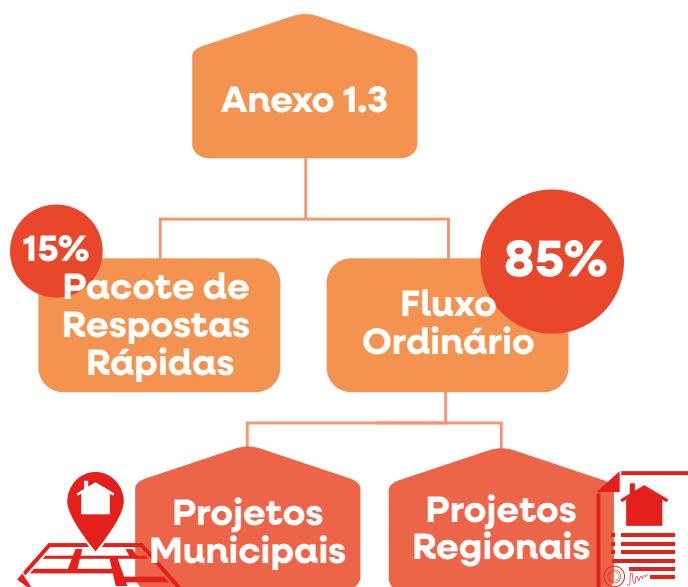 Anexo 1.3
15%
Pacote de
Respostas
Rápidas
85%
Fluxo
Ordinário
Projetos
Municipais
Projetos
Regionais